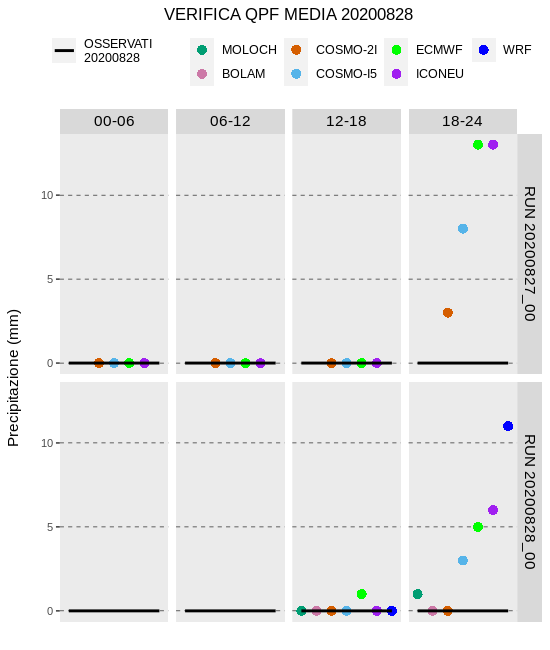 VERIFICA QPF MEDIA 20200828
OSSERVATI
20200828
MOLOCH
COSMO-2I
ECMWF
WRF
BOLAM
COSMO-I5
ICONEU
00-06
06-12
12-18
18-24
Precipitazione (mm)
10
5
0
RUN 20200827_00
10
5
0
RUN 20200828_00